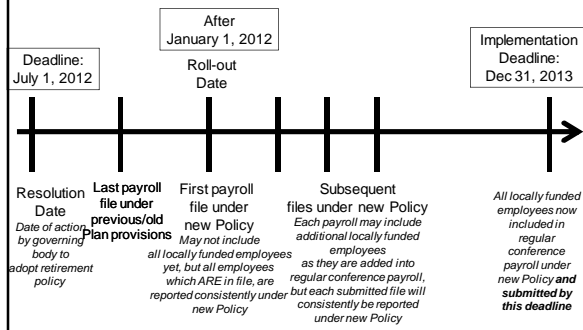 Deadline:
July 1, 2012
After
January 1, 2012
Roll-out
Date
Implementation
Deadline:
Dec 31, 2013
Resolution
Date
Date of action
by governing
body to
adopt retirement
policy
Last payroll
file under
previous/old
Plan provisions
First payroll
file under
new Policy
May not include
all locally funded employees
yet, but all employees
which ARE in file, are
reported consistently under
new Policy
Subsequent
files under new Policy
Each payroll may include
additional locally funded
employees
as they are added into
regular conference payroll,
but each submitted file will
consistently be reported
under new Policy
All locally funded
employees now
included in
regular
conference
payroll under
new Policy and
submitted by
this deadline